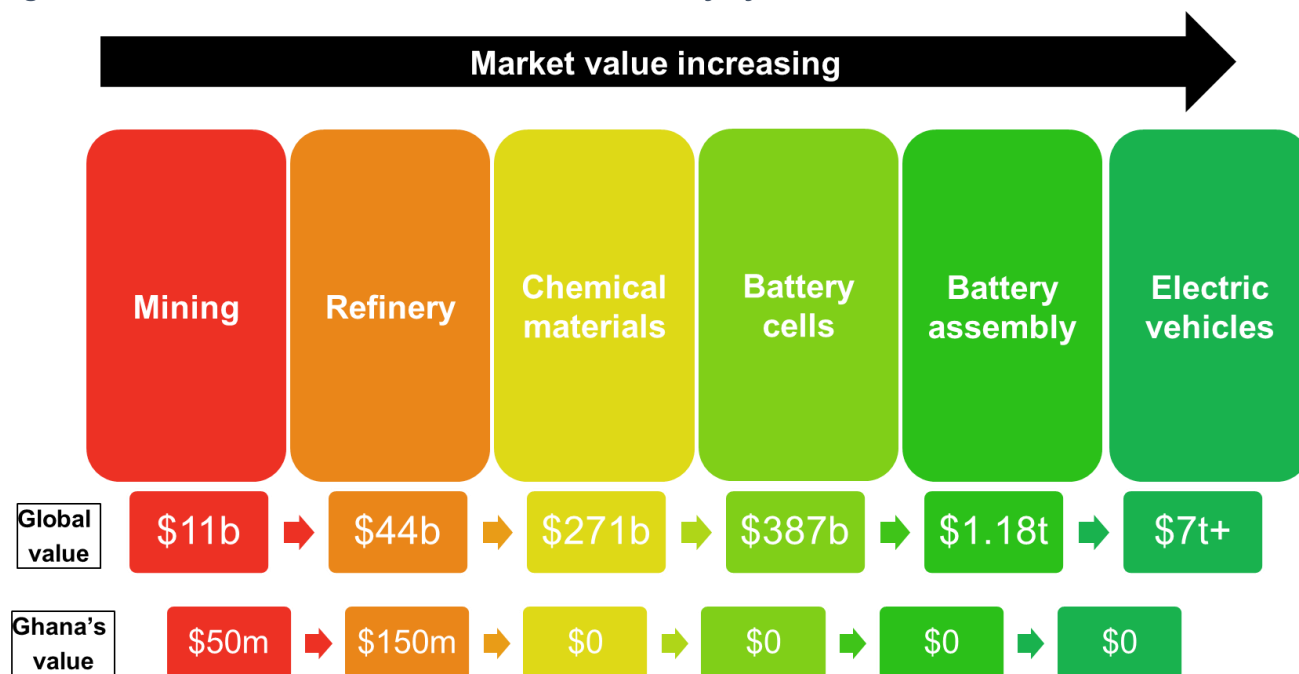 Market value increasing
Mining
Refinery
Chemical
materials
Battery
cells
Battery
assembly
Electric
vehicles
Global
value
$11b
$44b
$271b
$387b
$1.18t
$7t+
Ghana's
value
$50m
$150m
$0
$0
$0
$0